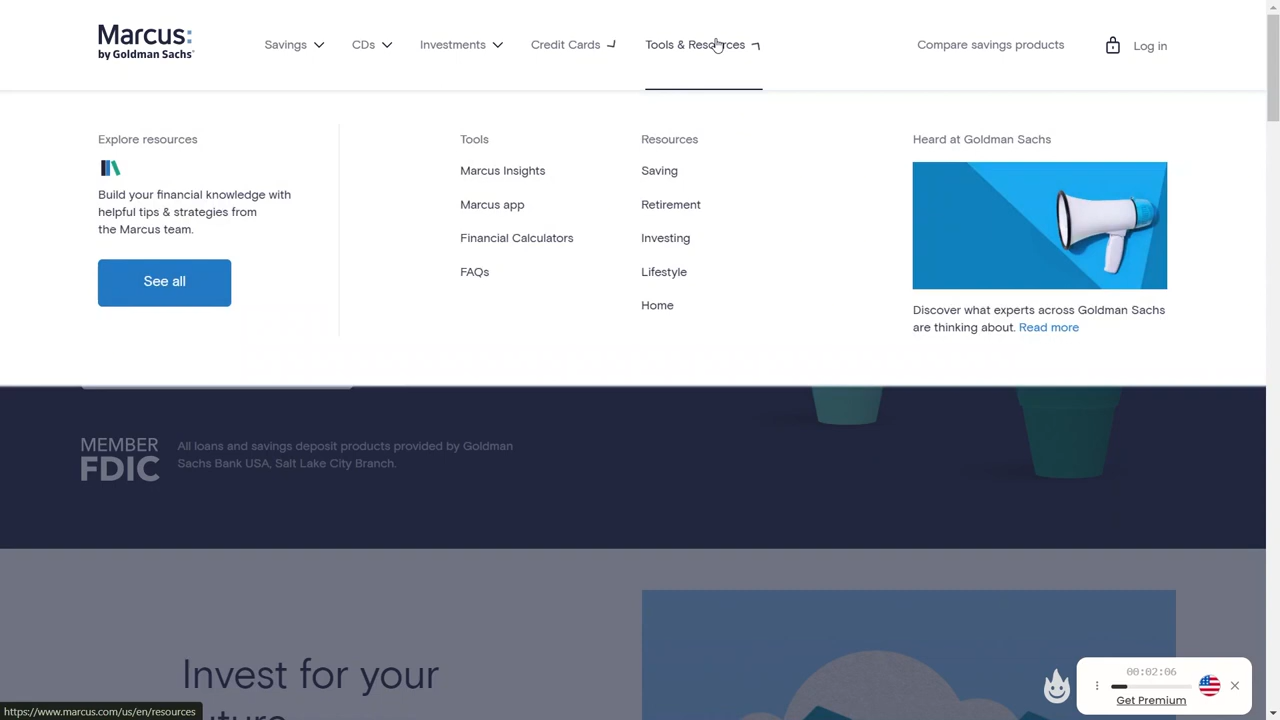 Marcus:
by Goldman Sachs
Savings
CDs
Investments
Credit Cards
Tools & Resources
Compare savings products
Log in
Explore resources
Build your financial knowledge with
helpful tips & strategies from
the Marcus team.
See all
Tools
Marcus Insights
Marcus app
Financial Calculators
FAQs
Resources
Saving
Retirement
Investing
Lifestyle
Home
Heard at Goldman Sachs
Discover what experts across Goldman Sachs
are thinking about. Read more
MEMBER
FDIC
All loans and savings deposit products provided by Goldman
Sachs Bank USA, Salt Lake City Branch.
Invest for your
00:02:06
Get Premium
https://www.marcus.com/us/en/resources